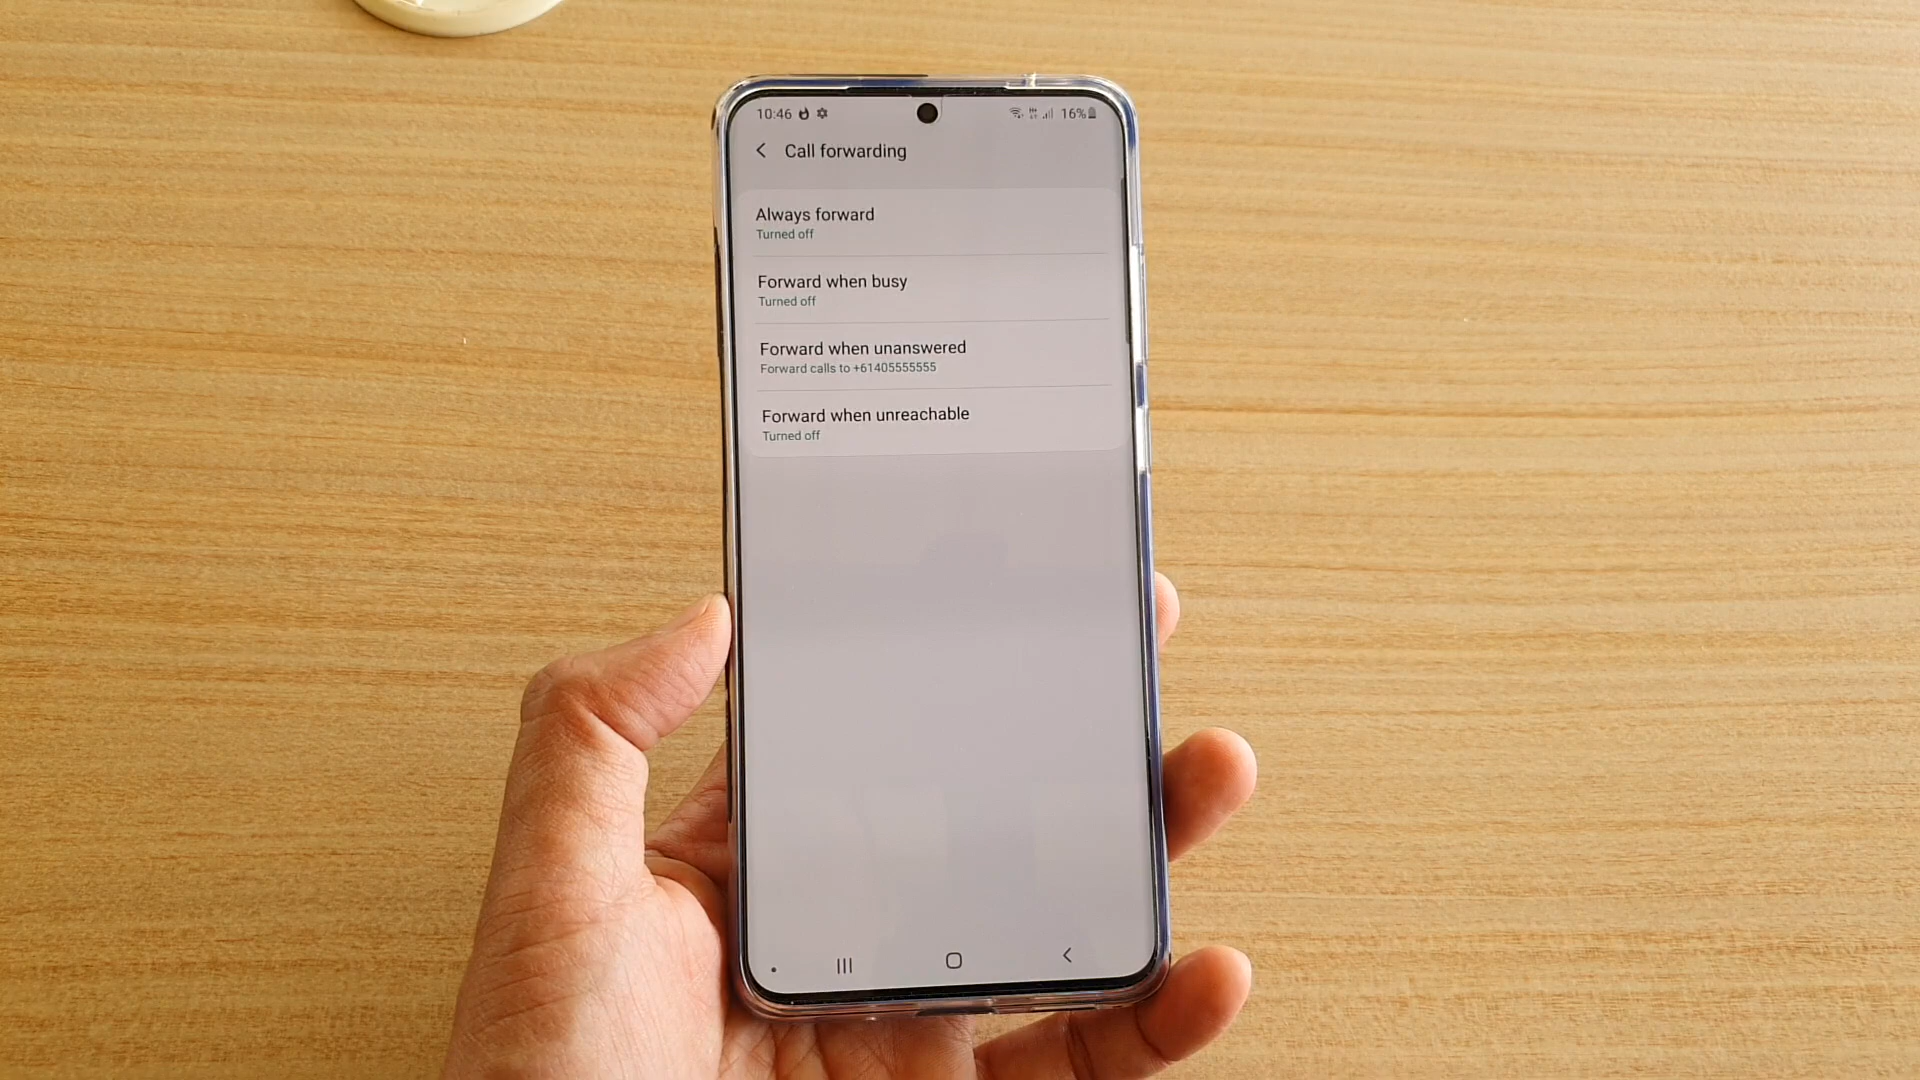 10:46 16%
Call forwarding
Always forward
Turned off
Forward when busy
Turned off
Forward when unanswered
Forward calls to +61405555555
Forward when unreachable
Turned off